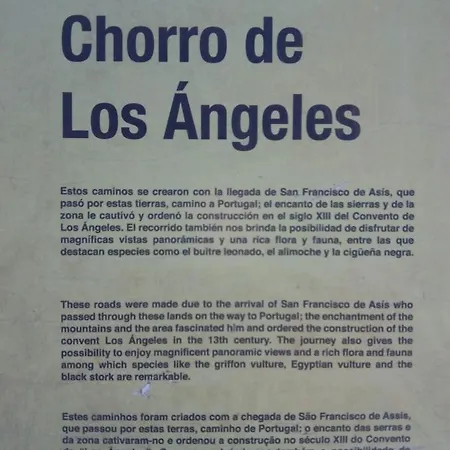 Chorro de
Los Ángeles
Estos caminos se crearon con la llegada de San Francisco de Asís, que
pasó por estas tierras, camino a Portugal; el encanto de las sierras y de
la zona le cautivó y ordenó la construcción en el siglo XIII del Convento de
Los Ángeles. El recorrido también nos brinda la posibilidad de disfrutar de
magníficas vistas panorámicas y una rica flora y fauna, entre las que
destacan especies como el buitre leonado, el alimoche y la cigüeña negra.
These roads were made due to the arrival of San Francisco de Asís who
passed through these lands on the way to Portugal; the enchantment of the
mountains and the area fascinated him and ordered the construction of the
convent Los Ángeles in the 13th century. The journey also gives the
possibility to enjoy magnificent panoramic views and a rich flora and fauna
among which species like the griffon vulture, Egyptian vulture and the
black stork are remarkable.
Estes caminhos foram criados com a chegada de São Francisco de Assis,
que passou por estas terras, caminho de Portugal: o encanto das serras e
da zona cativaram-no e ordenou a construção no século XIII do Convento